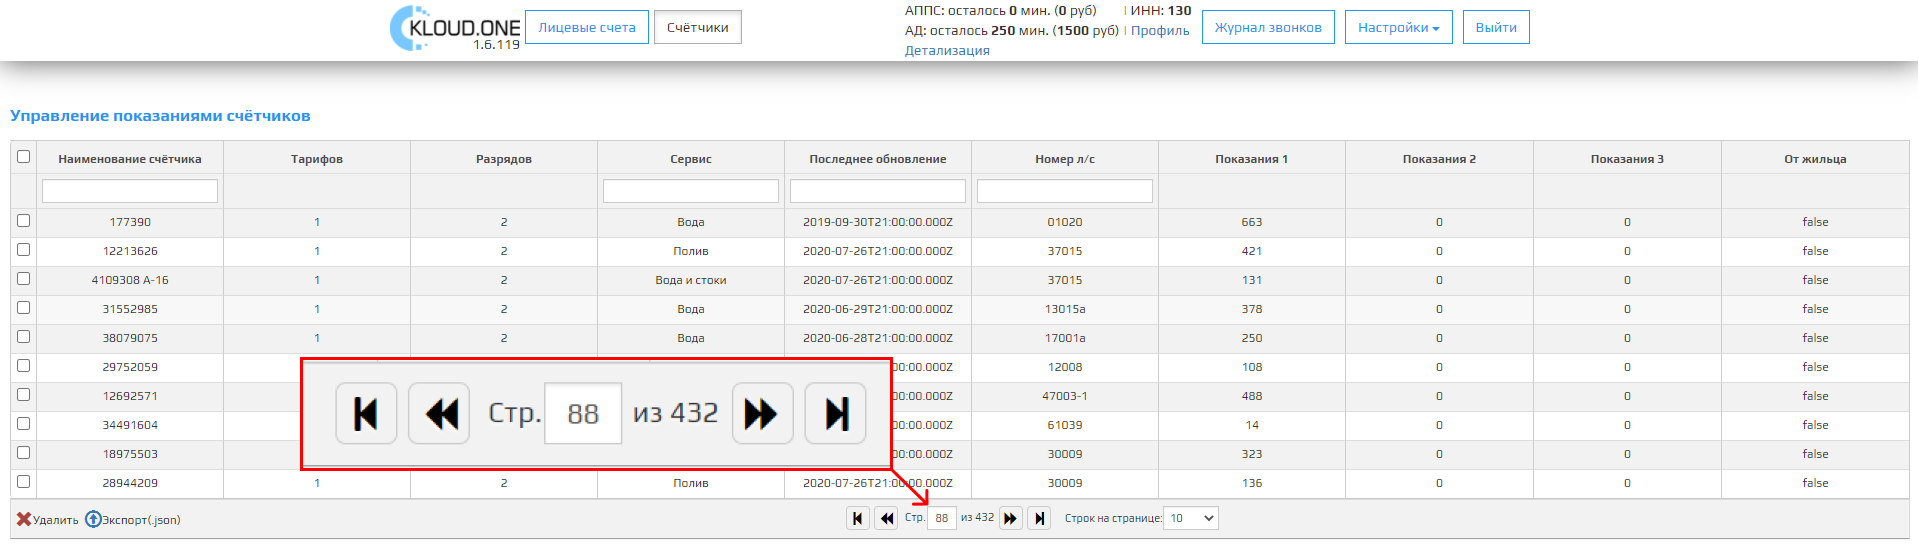 KLOUD.ONE
1.6.119
Лицевые счета
Счётчики
АППС: осталось 0 мин. (0 руб) | ИНН: 130
АД: осталось 250 мин. (1500 руб) | Профиль
Детализация
Журнал звонков
Настройки
Выйти
Управление показаниями счётчиков
Наименование счётчика Тарифов Разрядов Сервис Последнее обновление Номер л/с Показания 1 Показания 2 Показания 3 От жильца
177390 1 2 Вода 2019-09-30T21:00:00.000Z 01020 663 0 0 false
12213626 1 2 Полив 2020-07-26T21:00:00.000Z 37015 421 0 0 false
4109308 А-16 1 2 Вода и стоки 2020-07-26T21:00:00.000Z 37015 131 0 0 false
31552985 1 2 Вода 2020-06-29T21:00:00.000Z 13015а 378 0 0 false
38079075 1 2 Вода 2020-06-28T21:00:00.000Z 17001а 250 0 0 false
29752059 00:00.000Z 12008 108 0 0 false
12692571 00:00.000Z 47003-1 488 0 0 false
34491604 00:00.000Z 61039 14 0 0 false
18975503 00:00.000Z 30009 323 0 0 false
Стр. 88 из 432
28944209 1 2 Полив 2020-07-26T21:00:00.000Z 30009 136 0 0 false
Удалить Экспорт(.json) Стр. 88 из 432 Строк на странице: 10